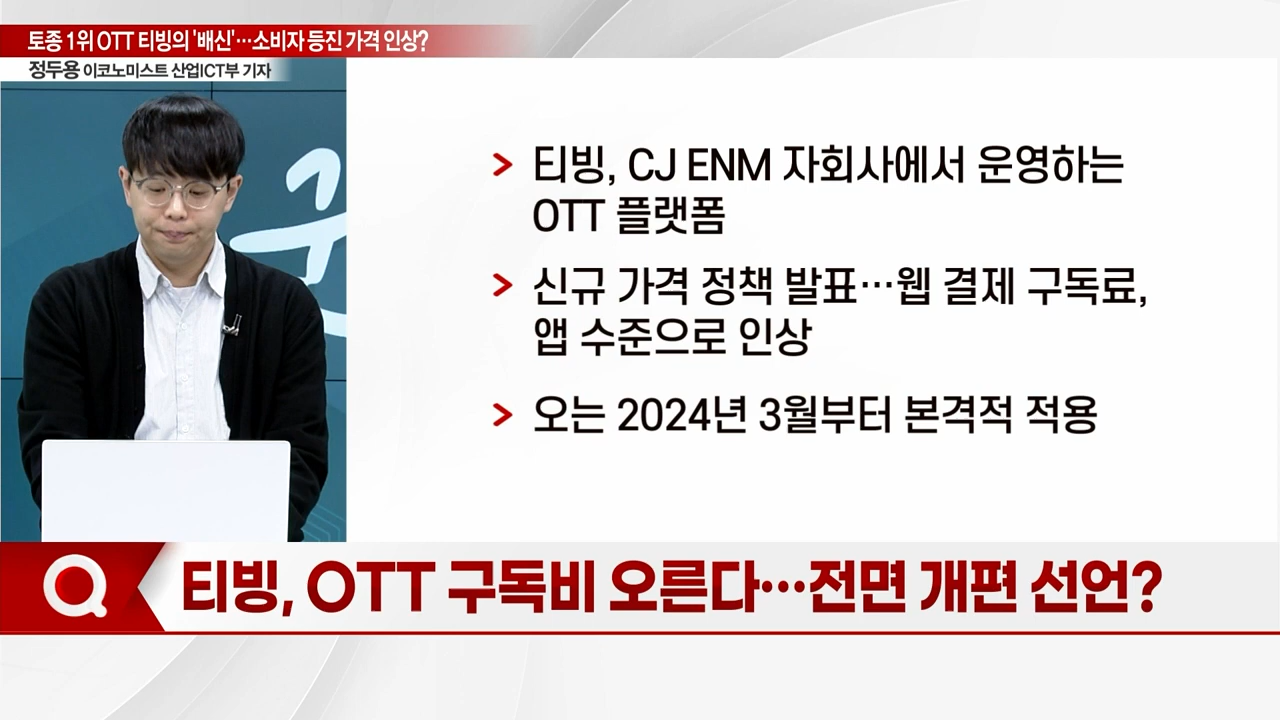 토종 1위 OTT 티빙의 '배신'…소비자 등진 가격 인상?
정두용 이코노미스트 산업ICT부 기자
> 티빙, CJ ENM 자회사에서 운영하는
OTT 플랫폼
> 신규 가격 정책 발표…웹 결제 구독료,
앱 수준으로 인상
> 오는 2024년 3월부터 본격적 적용
Q 티빙, OTT 구독비 오른다…전면 개편 선언?